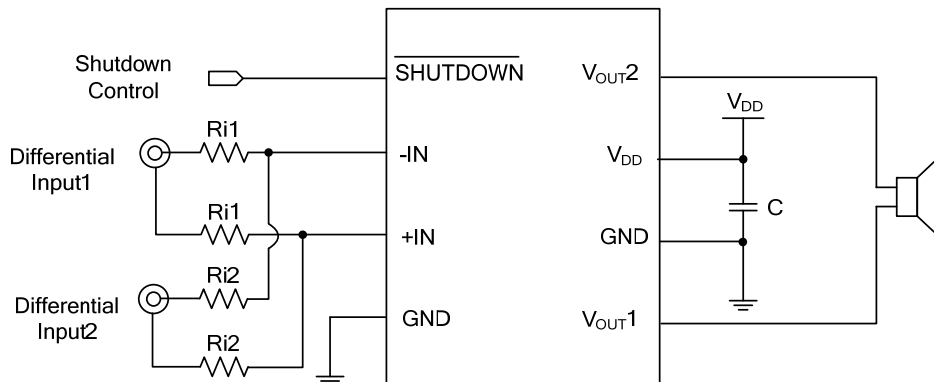 Shutdown
Control
SHUTDOWN
VOUT2
VDD
Ri1
Differential
Input1
-IN
VDD
C
Ri1
+IN
GND
Ri2
Differential
Input2
GND
VOUT1
Ri2